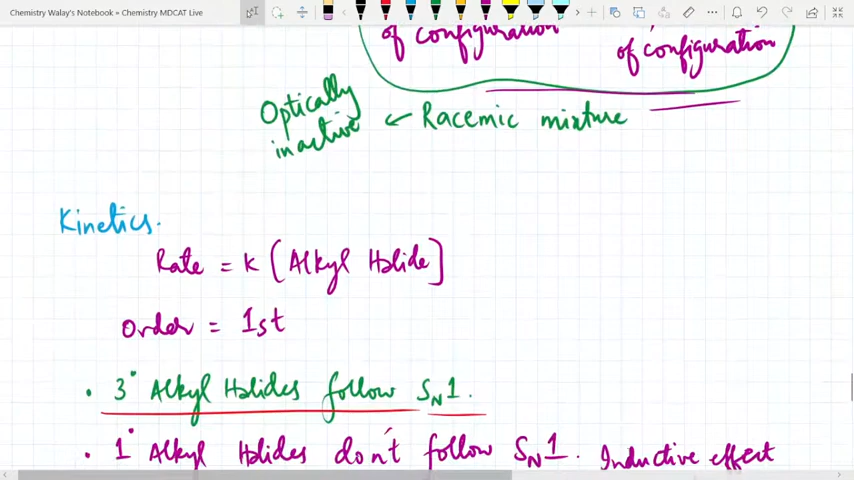 Chemistry Walay's Notebook » Chemistry MDCAT Live
of configuration
of configuration
Optically
inactive ← Racemic mixture
Kinetics.
Rate = K [Alkyl Halide]
Order = 1st
• 3° Alkyl Halides follow SN1.
• 1° Alkyl Halides don't follow SN1. Inductive effect